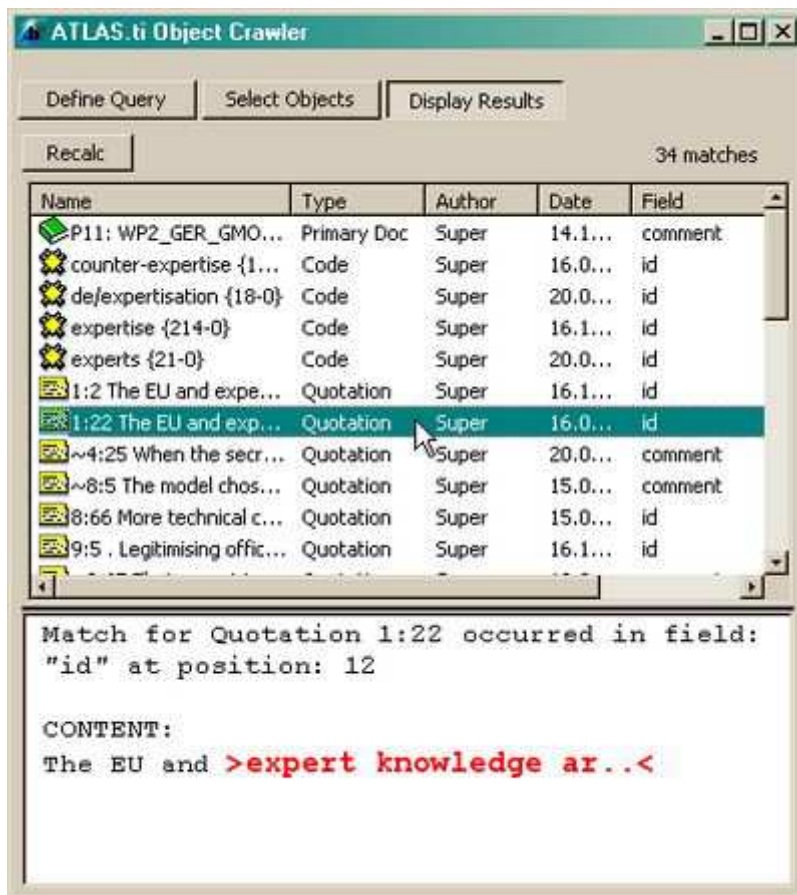 ATLAS.ti Object Crawler
Define Query Select Objects Display Results
Recalc 34 matches
Name Type Author Date Field
P11: WP2_GER_GMO... Primary Doc Super 14.1... comment
counter-expertise {1... Code Super 16.0... id
de/expertisation {18-0} Code Super 20.0... id
expertise {214-0} Code Super 16.1... id
experts {21-0} Code Super 20.0... id
1:2 The EU and expe... Quotation Super 16.1... id
1:22 The EU and exp... Quotation Super 16.0... id
~4:25 When the secr... Quotation Super 20.0... comment
~8:5 The model chos... Quotation Super 15.0... comment
8:66 More technical c... Quotation Super 15.0... id
9:5 . Legitimising offic... Quotation Super 16.1... id
Match for Quotation 1:22 occurred in field:
"id" at position: 12
CONTENT:
The EU and >expert knowledge ar..<